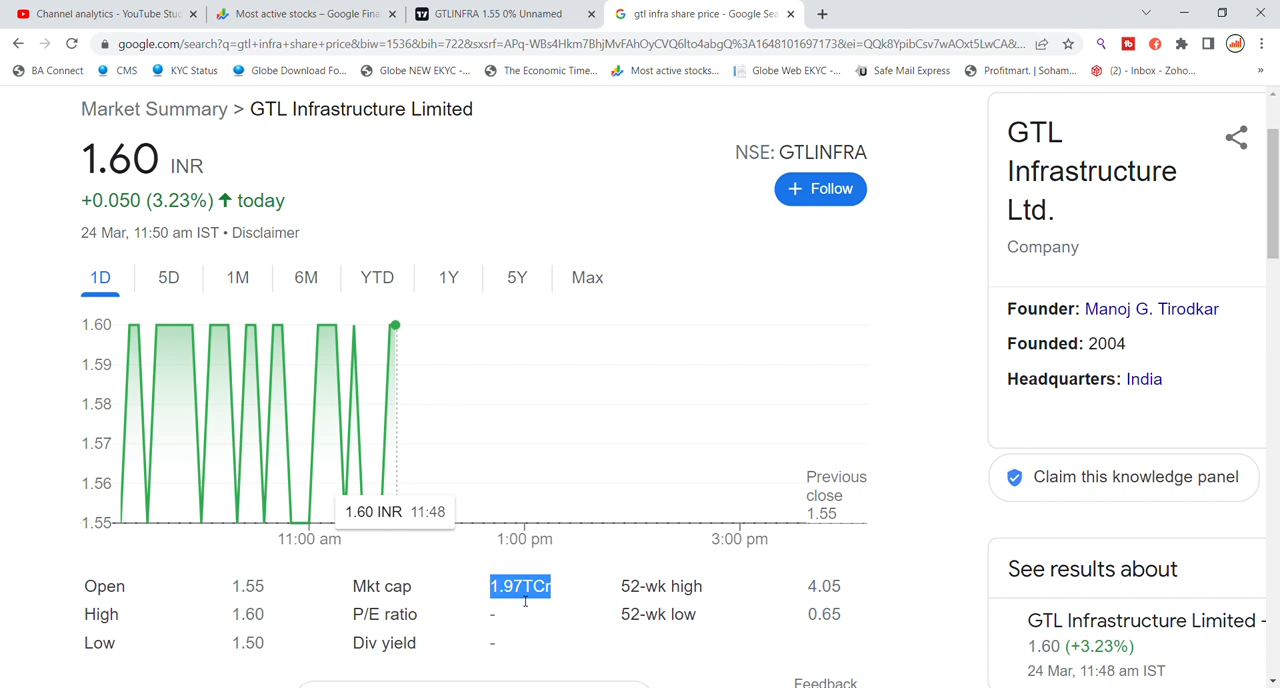 Channel analytics - YouTube Stu
Most active stocks – Google Fina
GTLINFRA 1.55 0% Unnamed
gtl infra share price - Google Sea
google.com/search?q=gtl+infra+share+price&biw=1536&bih=722&sxsrf=APq-WBs4Hkm7BhjMvFAhOyCVQ6lto4abgQ%3A1648101697173&ei=QQk8YpibCsv7wAOxt5LwCA&...
BA Connect
CMS
KYC Status
Globe Download Fo...
Globe NEW EKYC -...
The Economic Time...
Most active stocks...
Globe Web EKYC -...
Safe Mail Express
Profitmart. | Soham...
(2) - Inbox - Zoho...
»
Market Summary > GTL Infrastructure Limited
1.60 INR
+0.050 (3.23%) today
24 Mar, 11:50 am IST • Disclaimer
NSE: GTLINFRA
+ Follow
1D 5D 1M 6M YTD 1Y 5Y Max
1.60
1.59
1.58
1.57
1.56
1.55
Previous
close
1.55
1.60 INR 11:48
11:00 am 1:00 pm 3:00 pm
Open 1.55 Mkt cap 1.97TCr 52-wk high 4.05
High 1.60 P/E ratio - 52-wk low 0.65
Low 1.50 Div yield -
Feedback
GTL
Infrastructure
Ltd.
Company
Founder: Manoj G. Tirodkar
Founded: 2004
Headquarters: India
Claim this knowledge panel
See results about
GTL Infrastructure Limited -
1.60 (+3.23%)
24 Mar, 11:48 am IST